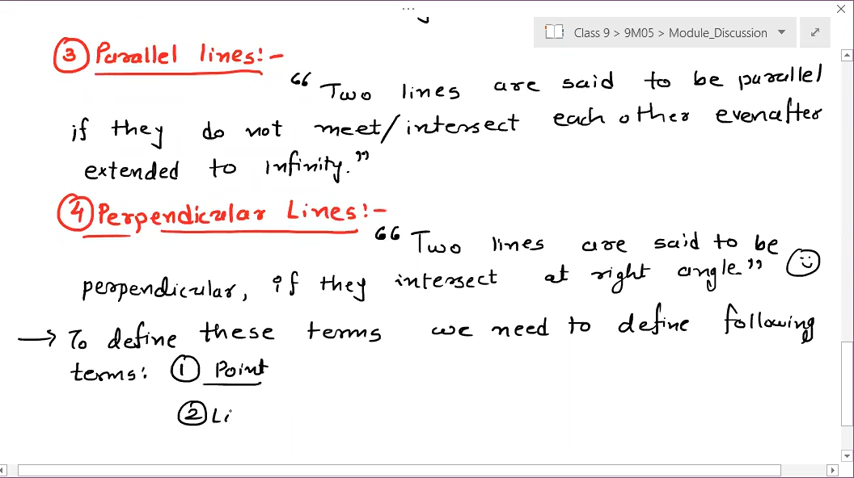 Class 9 > 9M05 > Module_Discussion
③ Parallel lines:-
“ Two lines are said to be parallel
if they do not meet/intersect each other evenafter
extended to infinity.”
④ Perpendicular Lines:-
“ Two lines are said to be
perpendicular, if they intersect at right angle”
→ To define these terms we need to define following
terms: ① Point
② Li